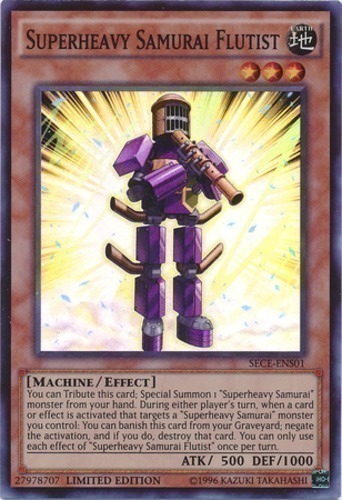 SUPERHEAVY SAMURAI FLUTIST
EARTH
地
SECE-ENS01
[MACHINE/EFFECT]
You can Tribute this card; Special Summon 1 "Superheavy Samurai"
monster from your hand. During either player's turn, when a card
or effect is activated that targets a "Superheavy Samurai" monster
you control: You can banish this card from your Graveyard; negate
the activation, and if you do, destroy that card. You can only use
each effect of "Superheavy Samurai Flutist" once per turn.
ATK/ 500 DEF/1000
27978707 LIMITED EDITION ©1996 KAZUKI TAKAHASHI